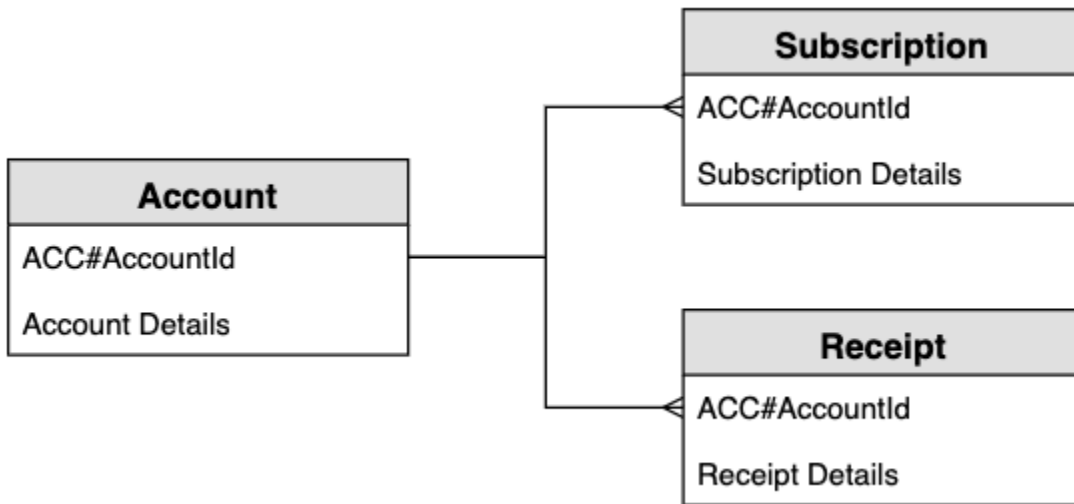 Account
ACC#AccountId
Account Details
Subscription
ACC#AccountId
Subscription Details
Receipt
ACC#AccountId
Receipt Details